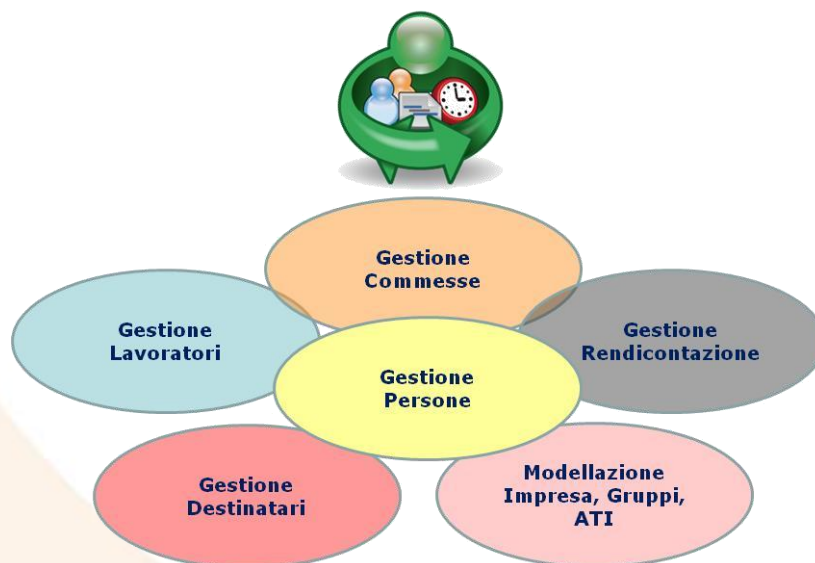 Gestione
Commesse
Gestione
Lavoratori
Gestione
Rendicontazione
Gestione
Persone
Gestione
Destinatari
Modellazione
Impresa, Gruppi,
ATI